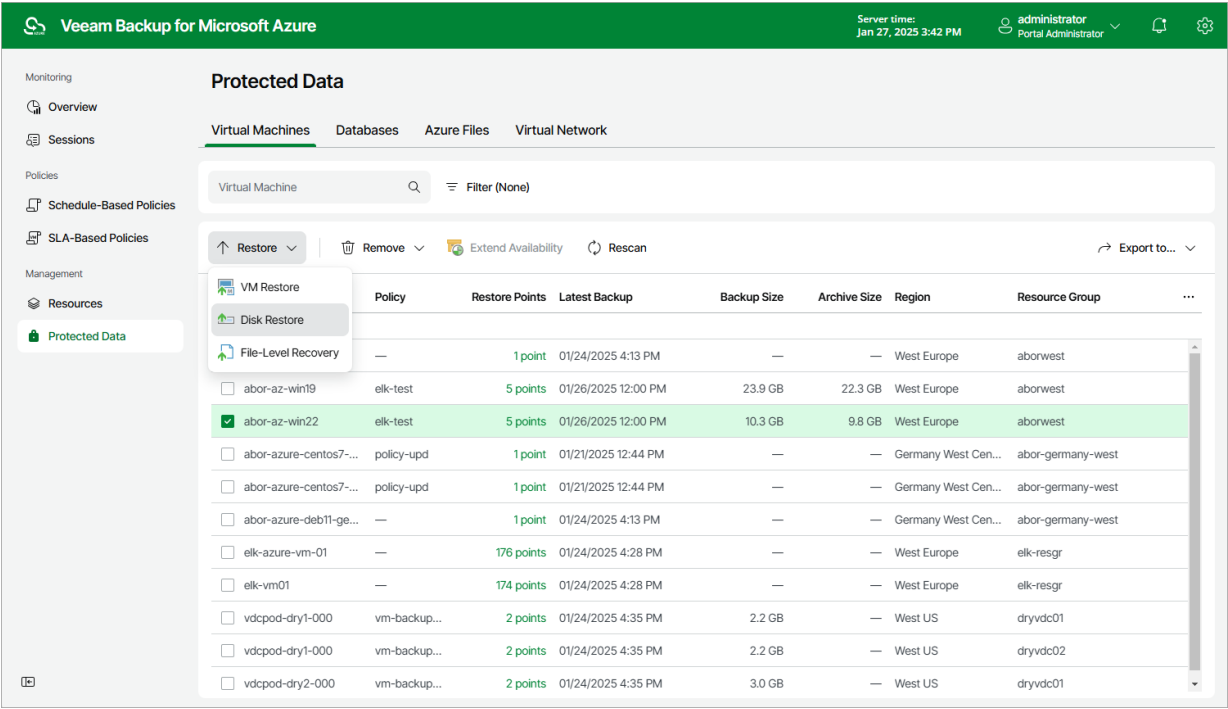 Veeam Backup for Microsoft Azure
Server time:
Jan 27, 2025 3:42 PM
administrator
Portal Administrator
Monitoring
Overview
Sessions
Policies
Schedule-Based Policies
SLA-Based Policies
Management
Resources
Protected Data
Protected Data
Virtual Machines Databases Azure Files Virtual Network
Virtual Machine Filter (None)
Restore Remove Extend Availability Rescan Export to...
VM Restore
Disk Restore
File-Level Recovery
Policy Restore Points Latest Backup Backup Size Archive Size Region Resource Group ...
— 1 point 01/24/2025 4:13 PM — — West Europe aborwest
abor-az-win19 elk-test 5 points 01/26/2025 12:00 PM 23.9 GB 22.3 GB West Europe aborwest
abor-az-win22 elk-test 5 points 01/26/2025 12:00 PM 10.3 GB 9.8 GB West Europe aborwest
abor-azure-centos7-... policy-upd 1 point 01/21/2025 12:44 PM — — Germany West Cen... abor-germany-west
abor-azure-centos7-... policy-upd 1 point 01/21/2025 12:44 PM — — Germany West Cen... abor-germany-west
abor-azure-deb11-ge... — 1 point 01/24/2025 4:13 PM — — Germany West Cen... abor-germany-west
elk-azure-vm-01 — 176 points 01/24/2025 4:28 PM — — West Europe elk-resgr
elk-vm01 — 174 points 01/24/2025 4:28 PM — — West Europe elk-resgr
vdcpod-dry1-000 vm-backup... 2 points 01/24/2025 4:35 PM 2.2 GB — West US dryvdc01
vdcpod-dry1-000 vm-backup... 2 points 01/24/2025 4:35 PM 2.2 GB — West US dryvdc02
vdcpod-dry2-000 vm-backup... 2 points 01/24/2025 4:35 PM 3.0 GB — West US dryvdc01